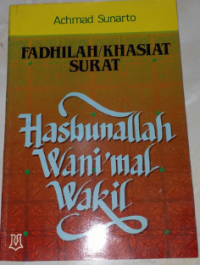 Achmad Sunarto
FADHILAH/KHASIAT
SURAT
Hasbunallah
Wani'mal
Wakil